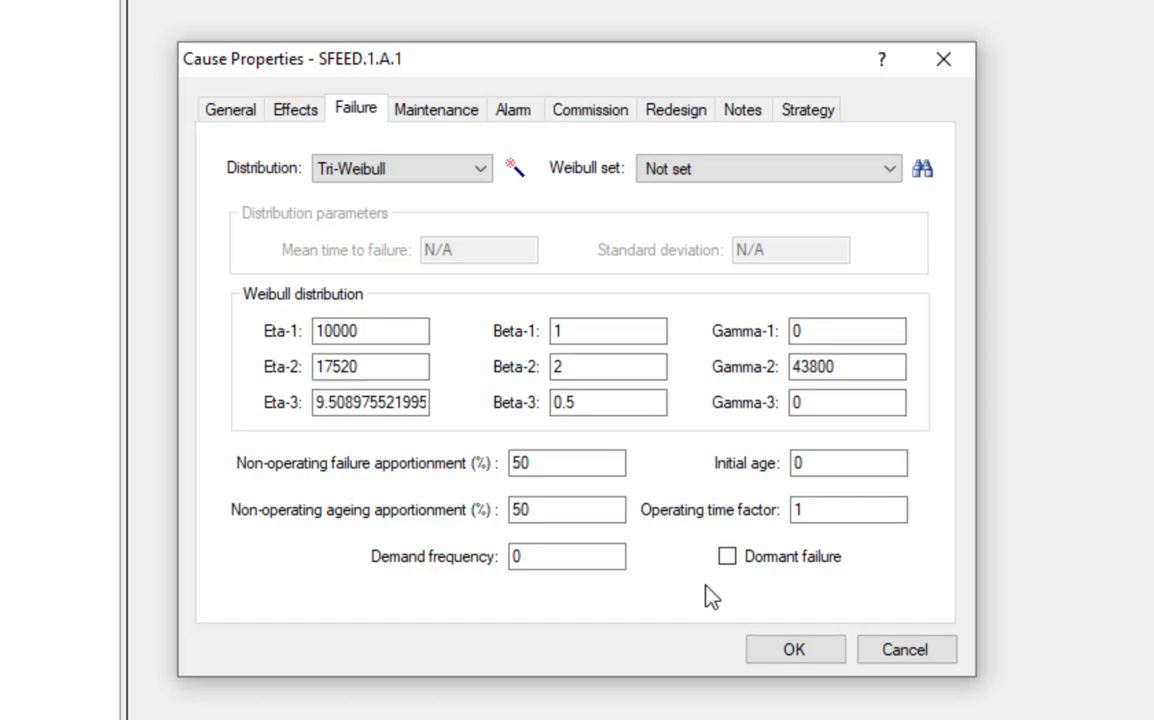 Cause Properties - SFEED.1.A.1 ?
General Effects Failure Maintenance Alarm Commission Redesign Notes Strategy
Distribution: Tri-Weibull Weibull set: Not set
Distribution parameters
Mean time to failure: N/A Standard deviation: N/A
Weibull distribution
Eta-1: 10000 Beta-1: 1 Gamma-1: 0
Eta-2: 17520 Beta-2: 2 Gamma-2: 43800
Eta-3: 9.508975521995 Beta-3: 0.5 Gamma-3: 0
Non-operating failure apportionment (%) : 50 Initial age: 0
Non-operating ageing apportionment (%) : 50 Operating time factor: 1
Demand frequency: 0 Dormant failure
OK Cancel